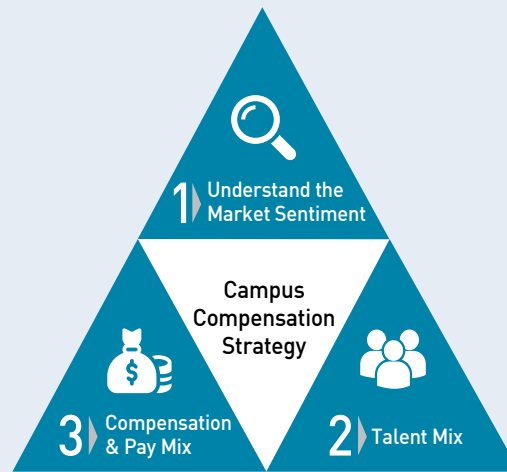 1 Understand the
Market Sentiment
Campus
Compensation
Strategy
$
3 Compensation
& Pay Mix
2 Talent Mix